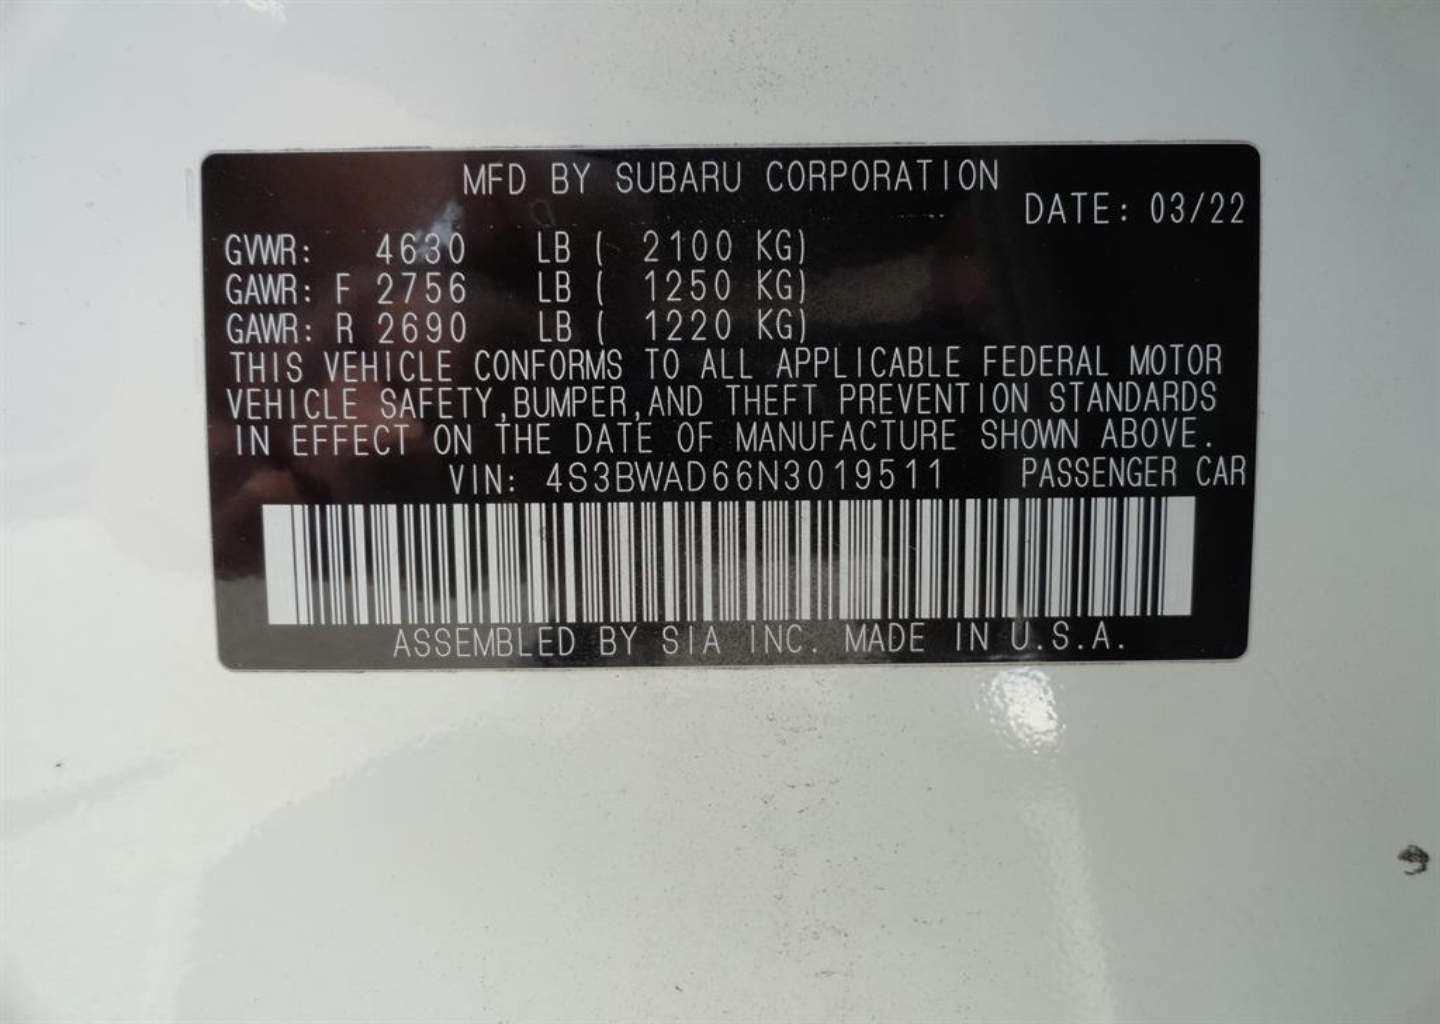 MFD BY SUBARU CORPORATION
DATE: 03/22
GVWR: 4630 LB ( 2100 KG)
GAWR: F 2756 LB ( 1250 KG)
GAWR: R 2690 LB ( 1220 KG)
THIS VEHICLE CONFORMS TO ALL APPLICABLE FEDERAL MOTOR
VEHICLE SAFETY,BUMPER,AND THEFT PREVENTION STANDARDS
IN EFFECT ON THE DATE OF MANUFACTURE SHOWN ABOVE.
VIN: 4S3BWAD66N3019511 PASSENGER CAR
ASSEMBLED BY SIA INC. MADE IN U.S.A.